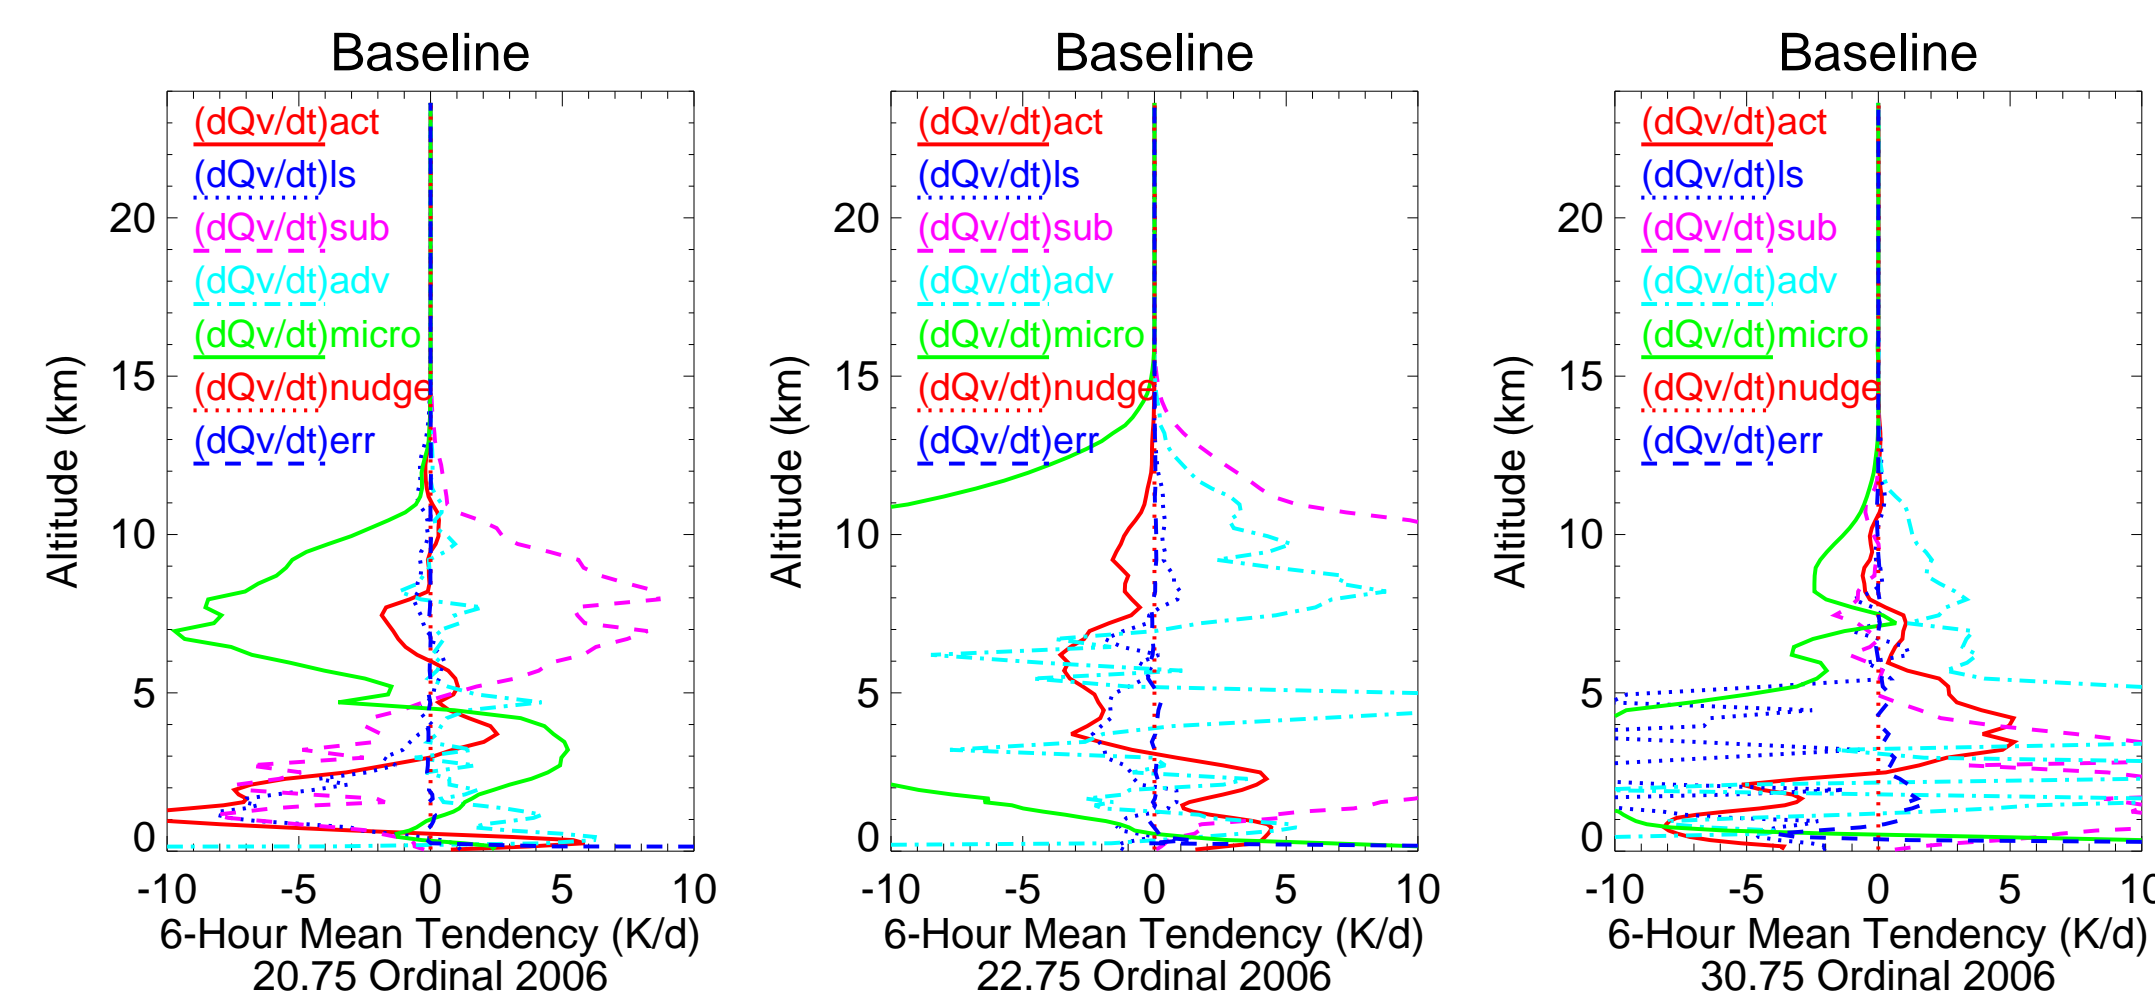 Baseline
(dQv/dt)act
(dQv/dt)ls
(dQv/dt)sub
(dQv/dt)adv
(dQv/dt)micro
(dQv/dt)nudge
(dQv/dt)err
20
15
10
5
0
Altitude (km)
-10 -5 0 5 10
6-Hour Mean Tendency (K/d)
20.75 Ordinal 2006
Baseline
(dQv/dt)act
(dQv/dt)ls
(dQv/dt)sub
(dQv/dt)adv
(dQv/dt)micro
(dQv/dt)nudge
(dQv/dt)err
20
15
10
5
0
Altitude (km)
-10 -5 0 5 10
6-Hour Mean Tendency (K/d)
22.75 Ordinal 2006
Baseline
(dQv/dt)act
(dQv/dt)ls
(dQv/dt)sub
(dQv/dt)adv
(dQv/dt)micro
(dQv/dt)nudge
(dQv/dt)err
20
15
10
5
0
Altitude (km)
-10 -5 0 5 10
6-Hour Mean Tendency (K/d)
30.75 Ordinal 2006